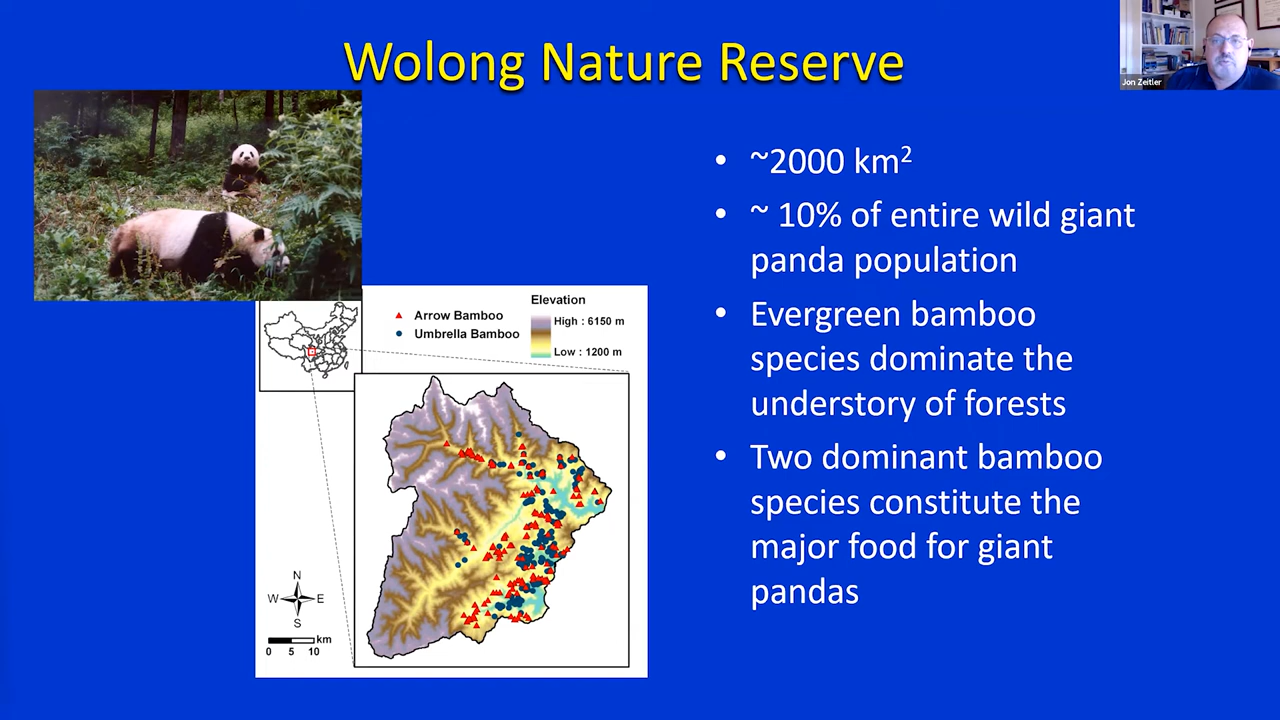 Wolong Nature Reserve
Jon Zeitler
• ~2000 km²
• ~ 10% of entire wild giant
panda population
• Evergreen bamboo
species dominate the
understory of forests
• Two dominant bamboo
species constitute the
major food for giant
pandas
Arrow Bamboo
Umbrella Bamboo
Elevation
High : 6150 m
Low : 1200 m
N
W E
S
km
0 5 10